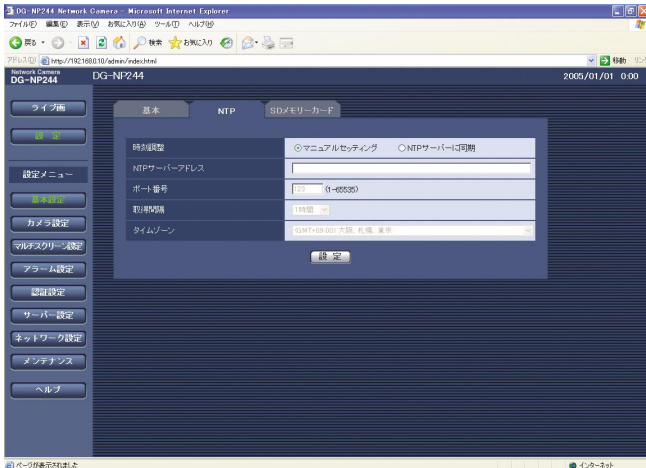 DG-NP244 Network Camera - Microsoft Internet Explorer
ファイル(F) 編集(E) 表示(V) お気に入り(A) ツール(T) ヘルプ(H)
戻る 検索 お気に入り
アドレス(D) http://192.168.0.10/admin/index.html 移動 リンク
Network Camera
DG-NP244
DG-NP244
2005/01/01 0:00
ライブ画
設定
設定メニュー
基本設定
カメラ設定
マルチスクリーン設定
アラーム設定
認証設定
サーバー設定
ネットワーク設定
メンテナンス
ヘルプ
基本 NTP SDメモリーカード
時刻調整 マニュアルセッティング NTPサーバーに同期
NTPサーバーアドレス
ポート番号 123 (1-65535)
取得間隔 1時間
タイムゾーン (GMT+09:00) 大阪、札幌、東京
設定
ページが表示されました インターネット